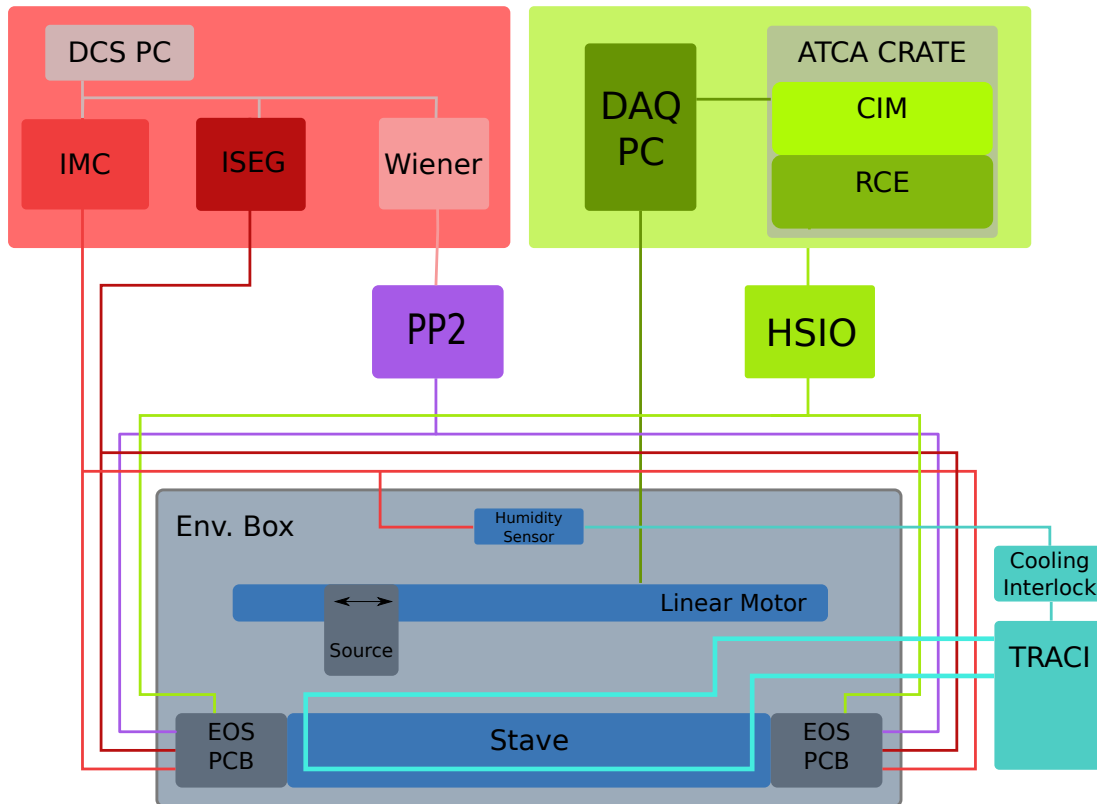 DCS PC
IMC
ISEG
Wiener
DAQ
PC
ATCA CRATE
CIM
RCE
PP2
HSIO
Env. Box
Humidity
Sensor
Cooling
Interlock
Linear Motor
Source
TRACI
EOS
PCB
Stave
EOS
PCB